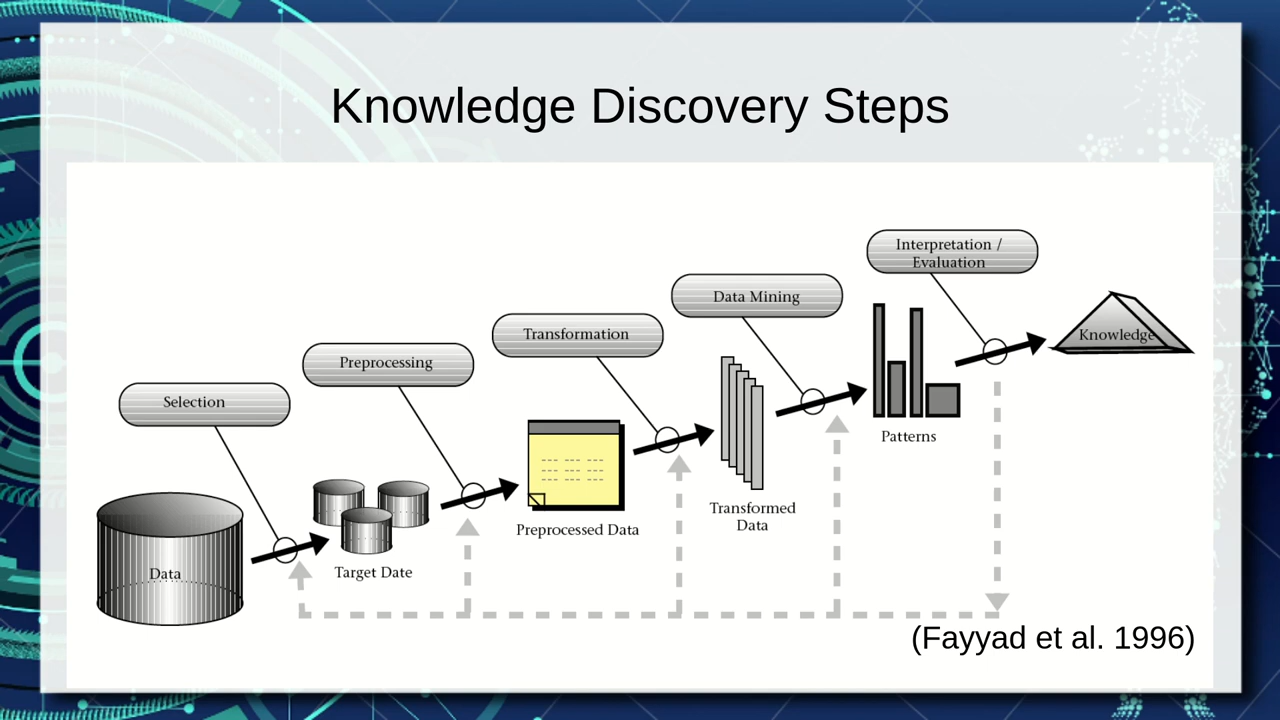 Knowledge Discovery Steps
Interpretation /
Evaluation
Data Mining
Transformation
Preprocessing
Selection
Knowledge
Patterns
Transformed
Data
Preprocessed Data
Target Date
Data
(Fayyad et al. 1996)